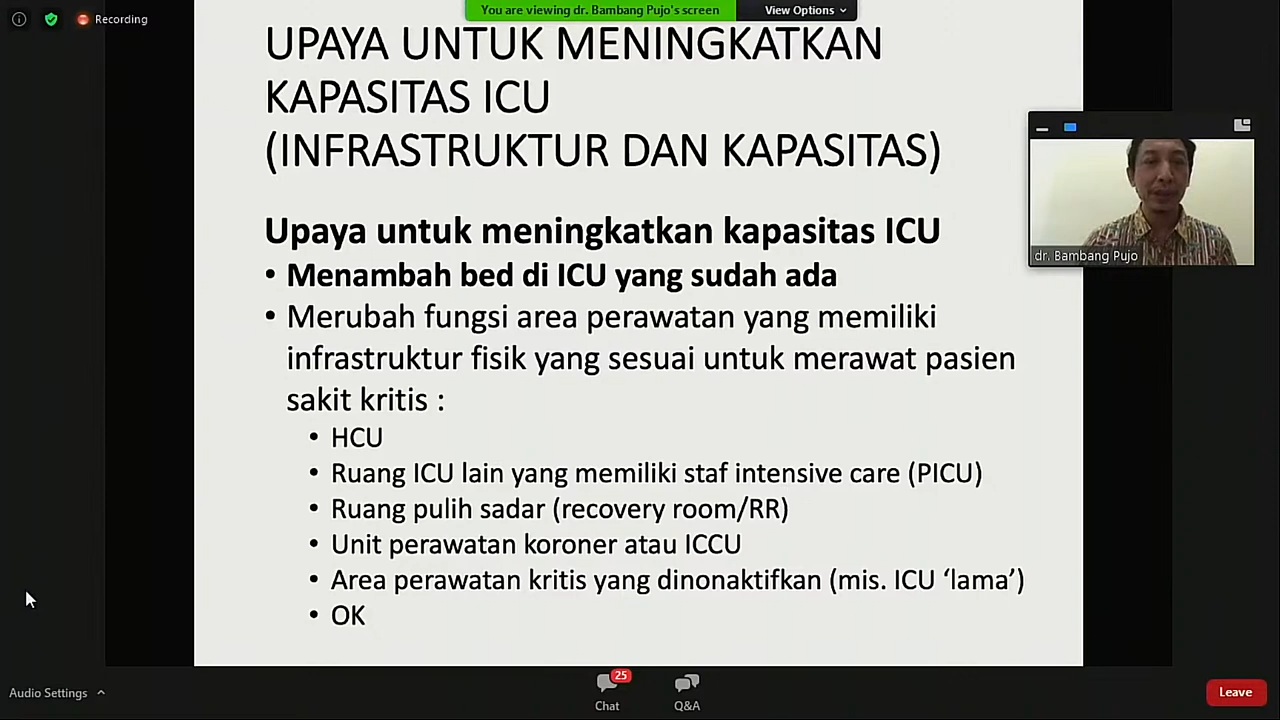 Recording
You are viewing dr. Bambang Pujo's screen
View Options
UPAYA UNTUK MENINGKATKAN
KAPASITAS ICU
(INFRASTRUKTUR DAN KAPASITAS)
dr. Bambang Pujo
Upaya untuk meningkatkan kapasitas ICU
• Menambah bed di ICU yang sudah ada
• Merubah fungsi area perawatan yang memiliki
infrastruktur fisik yang sesuai untuk merawat pasien
sakit kritis :
• HCU
• Ruang ICU lain yang memiliki staf intensive care (PICU)
• Ruang pulih sadar (recovery room/RR)
• Unit perawatan koroner atau ICCU
• Area perawatan kritis yang dinonaktifkan (mis. ICU ‘lama’)
• OK
Audio Settings
25
Chat
Q&A
Leave